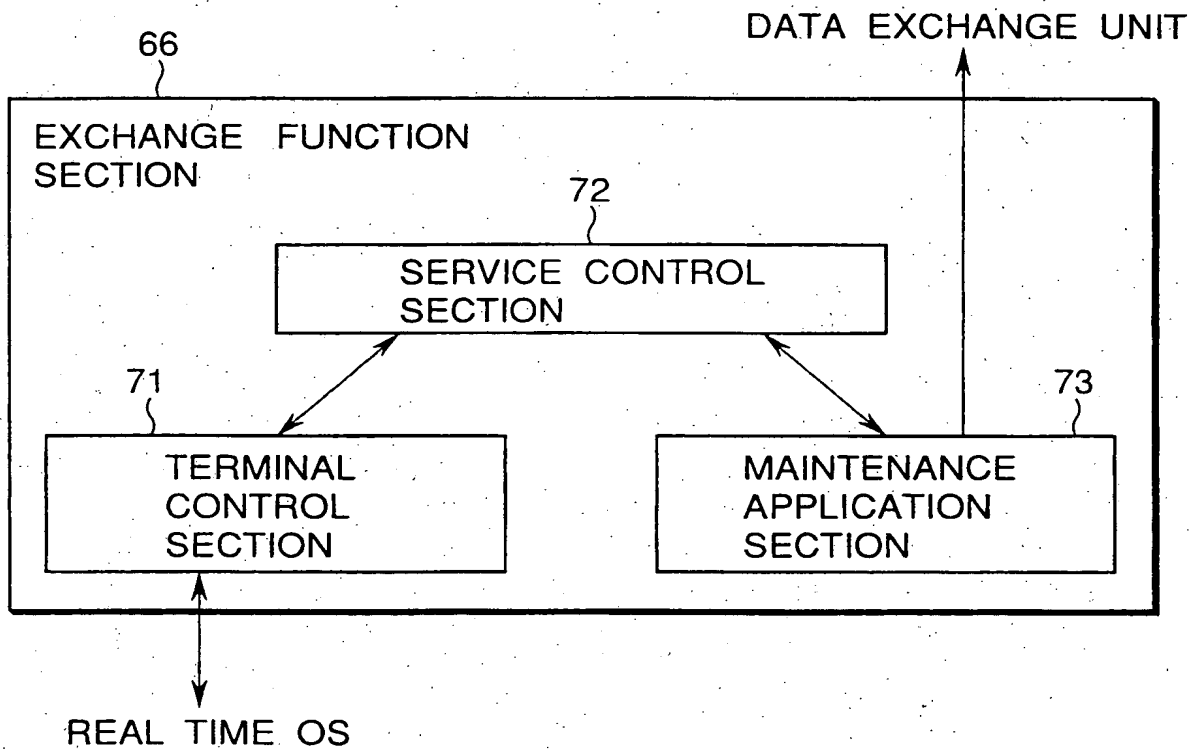 DATA EXCHANGE UNIT
66
EXCHANGE FUNCTION
SECTION
72
SERVICE CONTROL
SECTION
71
73
TERMINAL
CONTROL
SECTION
MAINTENANCE
APPLICATION
SECTION
REAL TIME OS